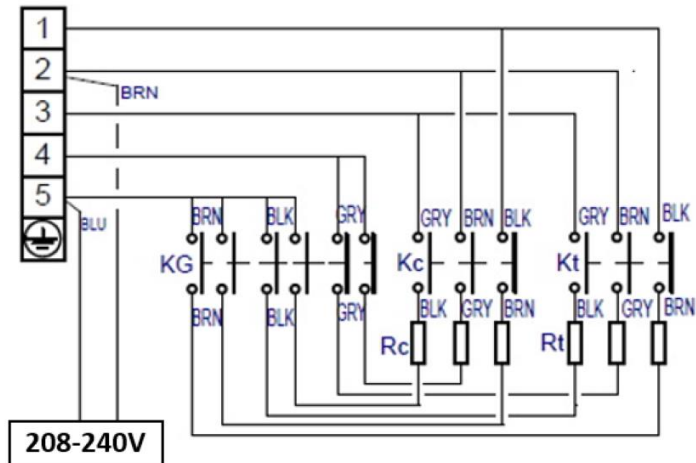 1
2
BRN
3
4
5
BLU
BRN BLK GRY GRY BRN BLK GRY BRN BLK
KG Kc Kt
BRN BLK GRY BLK GRY BRN BLK GRY BRN
Rc Rt
208-240V